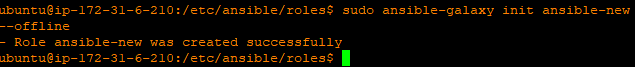 ubuntu@ip-172-31-6-210:/etc/ansible/roles$ sudo ansible-galaxy init ansible-new
--offline
- Role ansible-new was created successfully
ubuntu@ip-172-31-6-210:/etc/ansible/roles$